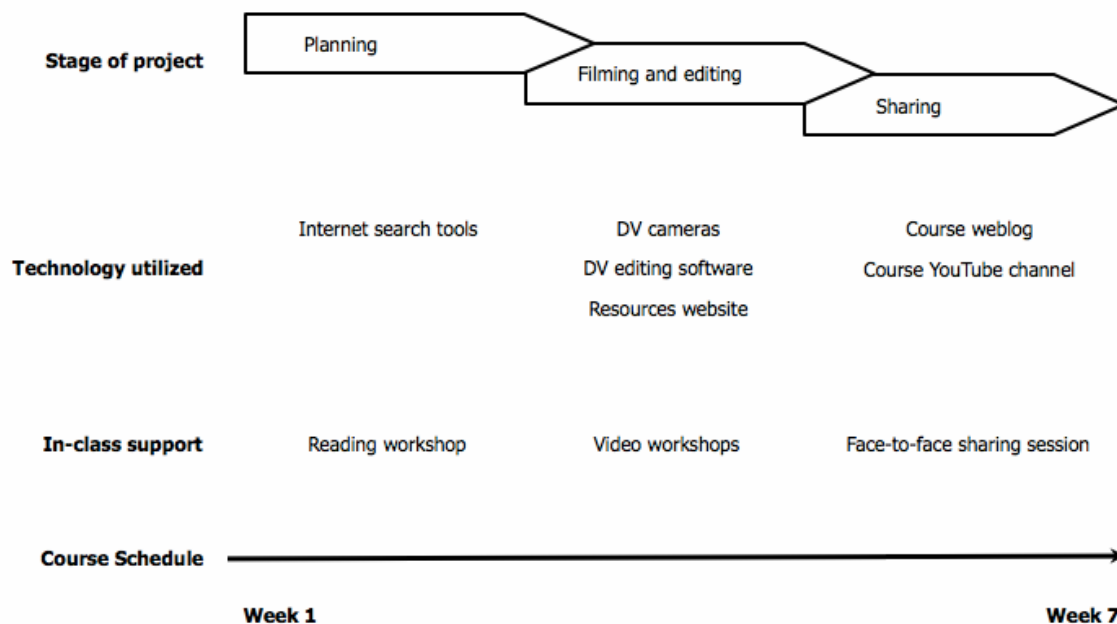 Planning
Stage of project
Filming and editing
Sharing
Internet search tools
DV cameras
Course weblog
Technology utilized
DV editing software
Course YouTube channel
Resources website
In-class support
Reading workshop
Video workshops
Face-to-face sharing session
Course Schedule
Week 1
Week 7